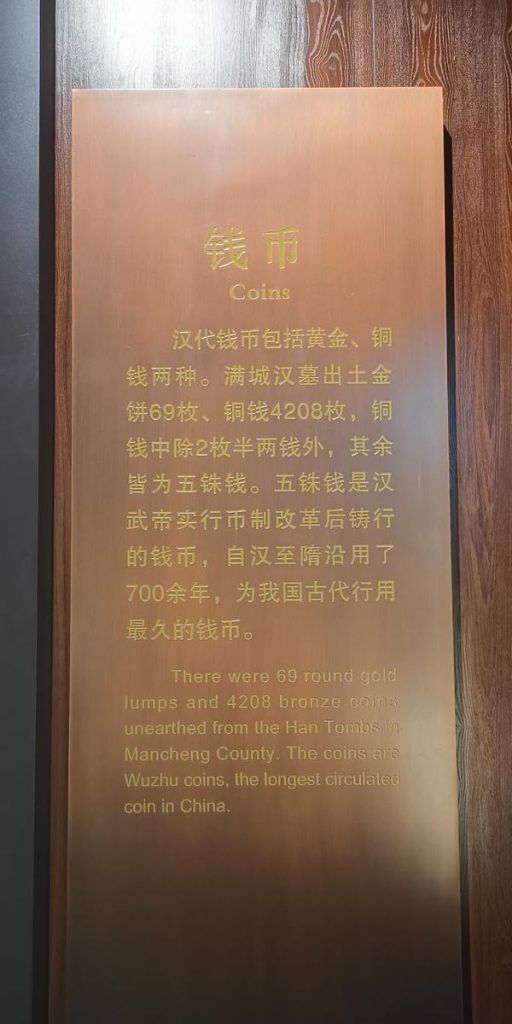 钱币
Coins
汉代钱币包括黄金、铜
钱两种。满城汉墓出土金
饼69枚、铜钱4208枚，铜
钱中除2枚半两钱外，其余
皆为五铢钱。五铢钱是汉
武帝实行币制改革后铸行
的钱币，自汉至隋沿用了
700余年，为我国古代行用
最久的钱币。
There were 69 round gold
lumps and 4208 bronze coins
unearthed from the Han Tombs in
Mancheng County. The coins are
Wuzhu coins, the longest circulated
coin in China.